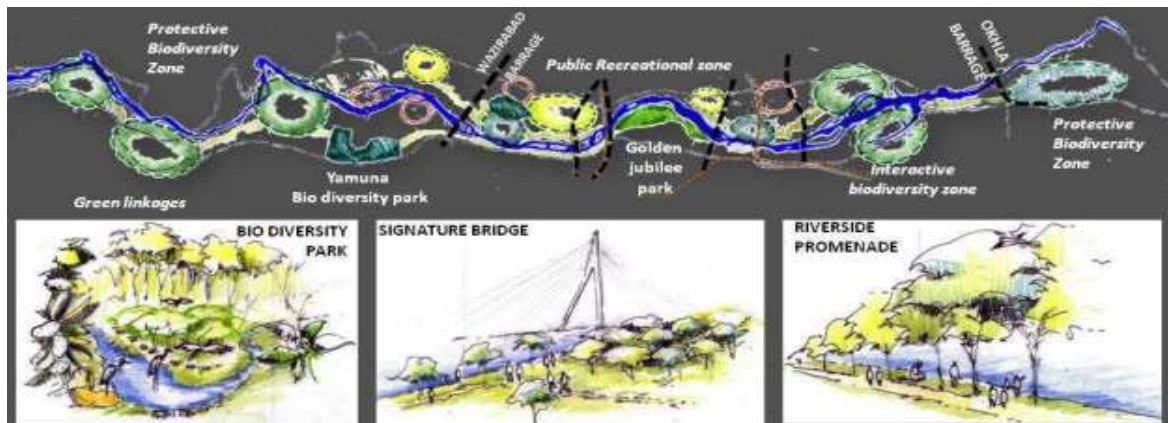 Protective
Biodiversity
Zone
WAZIRABAD
BARRAGE
Public Recreational zone
OKHLA
BARRAGE
Protective
Biodiversity
Zone
Golden
jubilee
park
Yamuna
Bio diversity park
Interactive
biodiversity zone
Green linkages
BIO DIVERSITY
PARK
SIGNATURE BRIDGE
RIVERSIDE
PROMENADE